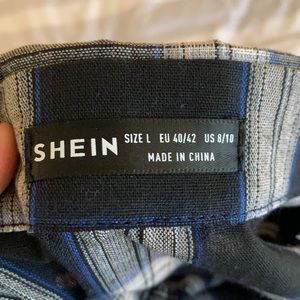 SHEIN
SIZE L EU 40/42 US 8/10
MADE IN CHINA